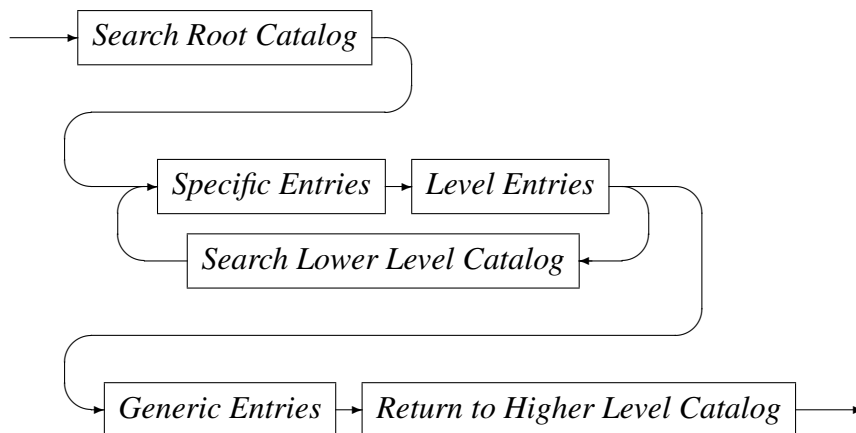 Search Root Catalog
Specific Entries
Level Entries
Search Lower Level Catalog
Generic Entries
Return to Higher Level Catalog